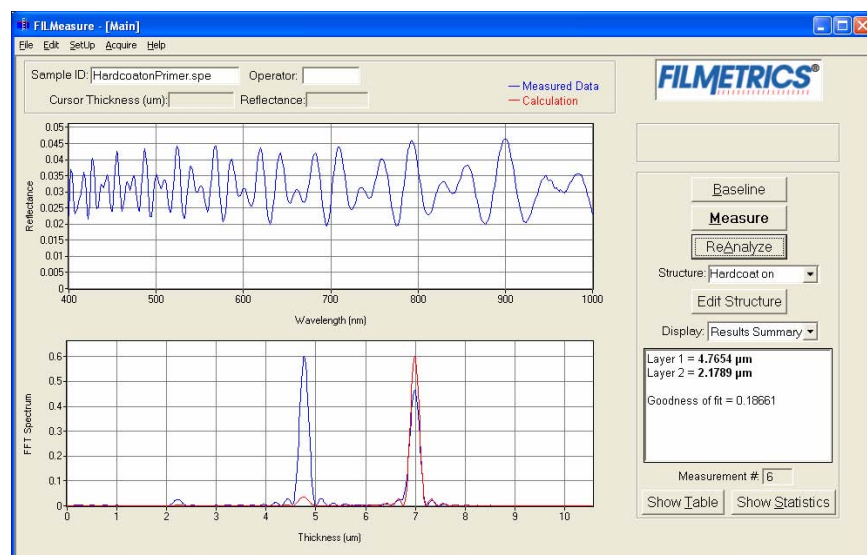 FILMeasure - [Main]
File Edit SetUp Acquire Help
Sample ID: HardcoatonPrimer.spe Operator:
Cursor Thickness (um): Reflectance:
Measured Data
Calculation
FILMETRICS®
Reflectance
0.05
0.045
0.04
0.035
0.03
0.025
0.02
0.015
0.01
0.005
0
400 500 600 700 800 900 1000
Wavelength (nm)
FFT Spectrum
0.6
0.5
0.4
0.3
0.2
0.1
0
0 1 2 3 4 5 6 7 8 9 10
Thickness (um)
Baseline
Measure
ReAnalyze
Structure: Hardcoat on
Edit Structure
Display: Results Summary
Layer 1 = 4.7654 µm
Layer 2 = 2.1789 µm
Goodness of fit = 0.18661
Measurement #: 6
Show Table Show Statistics